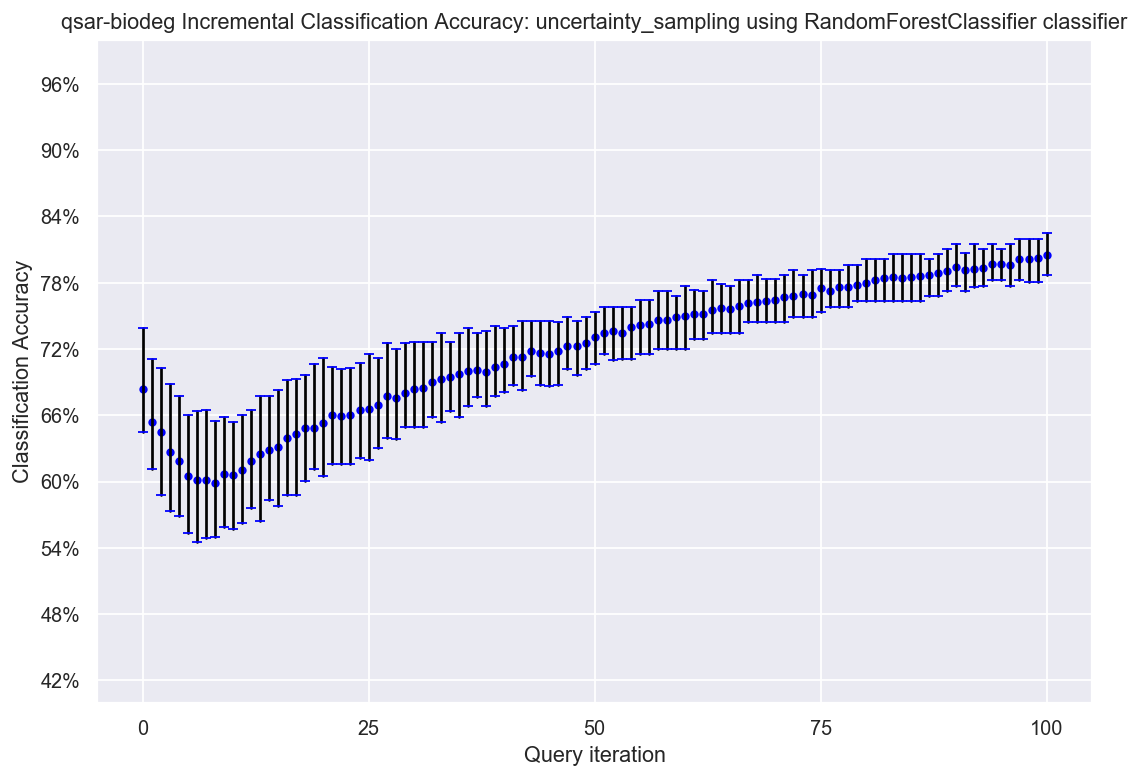 qsar-biodeg Incremental Classification Accuracy: uncertainty_sampling using RandomForestClassifier classifier
96%
90%
84%
78%
72%
66%
60%
54%
48%
42%
Classification Accuracy
0 25 50 75 100
Query iteration